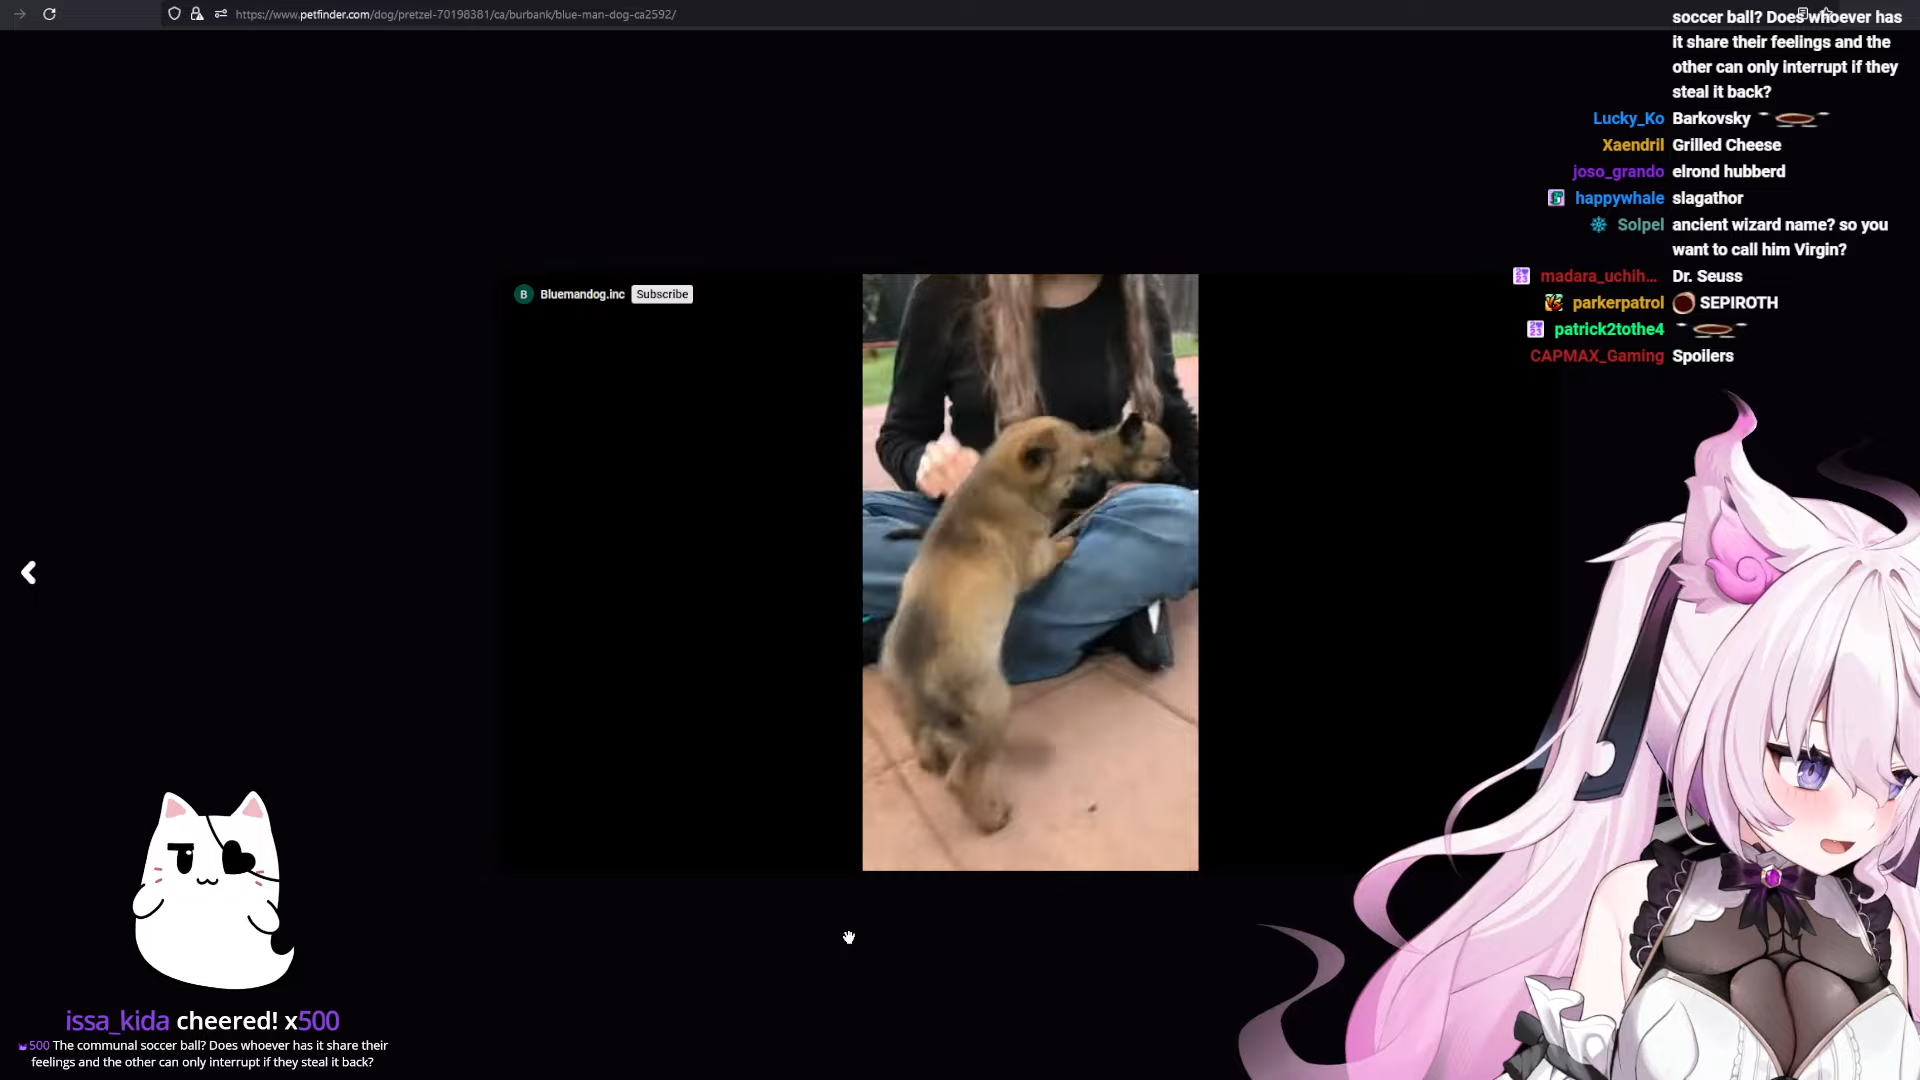 https://www.petfinder.com/dog/pretzel-70198381/ca/burbank/blue-man-dog-ca2592/
soccer ball? Does whoever has
it share their feelings and the
other can only interrupt if they
steal it back?
Lucky_Ko Barkovsky
Xaendril Grilled Cheese
joso_grando elrond hubberd
happywhale slagathor
Solpel ancient wizard name? so you
want to call him Virgin?
madara_uchih... Dr. Seuss
parkerpatrol SEPIROTH
patrick2tothe4
CAPMAX_Gaming Spoilers
B Bluemandog.inc Subscribe
issa_kida cheered! x500
500 The communal soccer ball? Does whoever has it share their
feelings and the other can only interrupt if they steal it back?